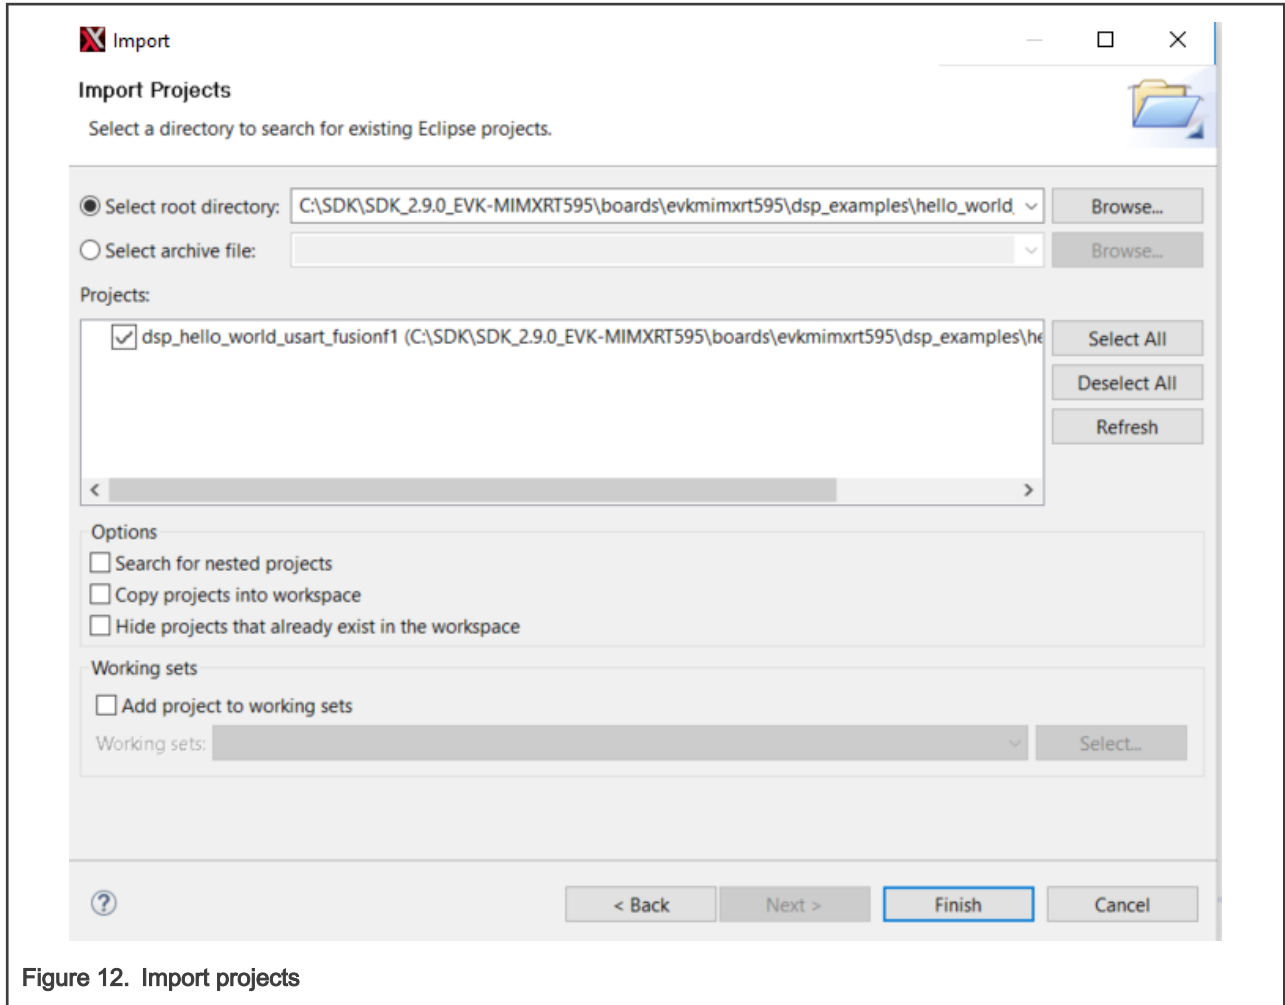 Import
Import Projects
Select a directory to search for existing Eclipse projects.
Select root directory: C:\SDK\SDK_2.9.0_EVK-MIMXRT595\boards\evkmimxrt595\dsp_examples\hello_world_ Browse...
Select archive file: Browse...
Projects:
dsp_hello_world_usart_fusionf1 (C:\SDK\SDK_2.9.0_EVK-MIMXRT595\boards\evkmimxrt595\dsp_examples\he Select All
Deselect All
Refresh
Options
Search for nested projects
Copy projects into workspace
Hide projects that already exist in the workspace
Working sets
Add project to working sets
Working sets: Select...
? < Back Next > Finish Cancel
Figure 12. Import projects